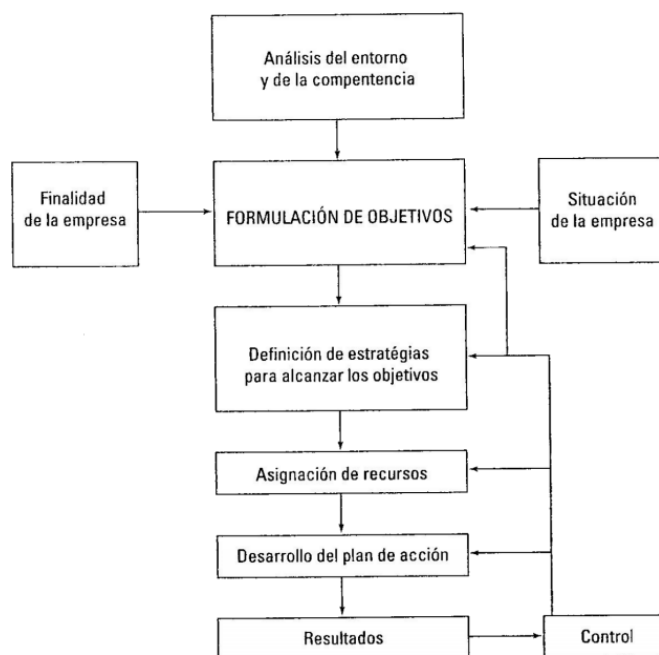 Análisis del entorno
y de la compentencia
Finalidad
de la empresa
FORMULACIÓN DE OBJETIVOS
Situación
de la empresa
Definición de estratégias
para alcanzar los objetivos
Asignación de recursos
Desarrollo del plan de acción
Resultados
Control